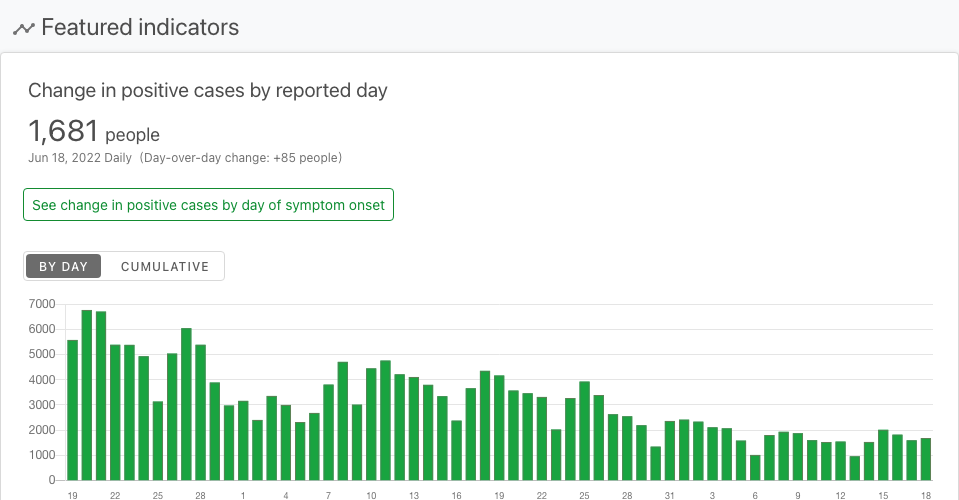 Featured indicators
Change in positive cases by reported day
1,681 people
Jun 18, 2022 Daily (Day-over-day change: +85 people)
See change in positive cases by day of symptom onset
BY DAY CUMULATIVE
7000
6000
5000
4000
3000
2000
1000
0
19 22 25 28 1 4 7 10 13 16 19 22 25 28 31 3 6 9 12 15 18